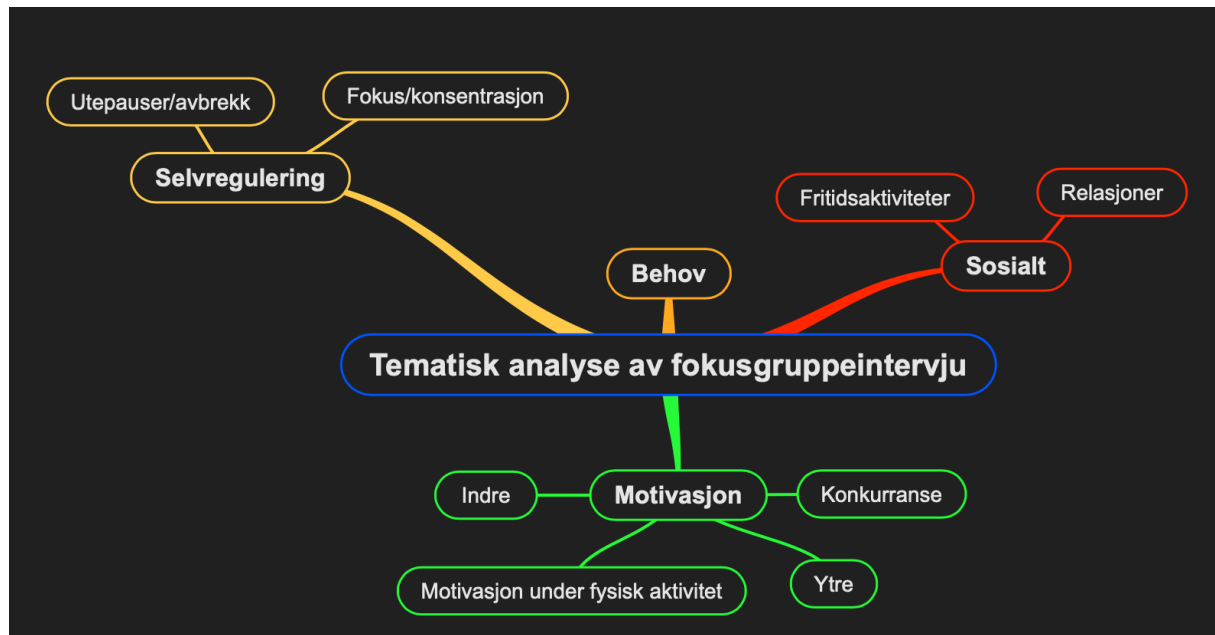 Utepauser/avbrekk
Fokus/konsentrasjon
Selvregulering
Fritidsaktiviteter
Relasjoner
Sosialt
Behov
Tematisk analyse av fokusgruppeintervju
Indre
Motivasjon
Konkurranse
Motivasjon under fysisk aktivitet
Ytre